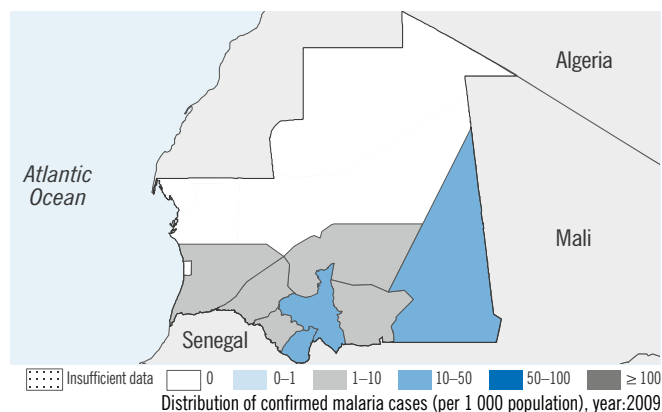 Algeria
Atlantic
Ocean
Mali
Senegal
Insufficient data 0 0–1 1–10 10–50 50–100 ≥ 100
Distribution of confirmed malaria cases (per 1 000 population), year:2009